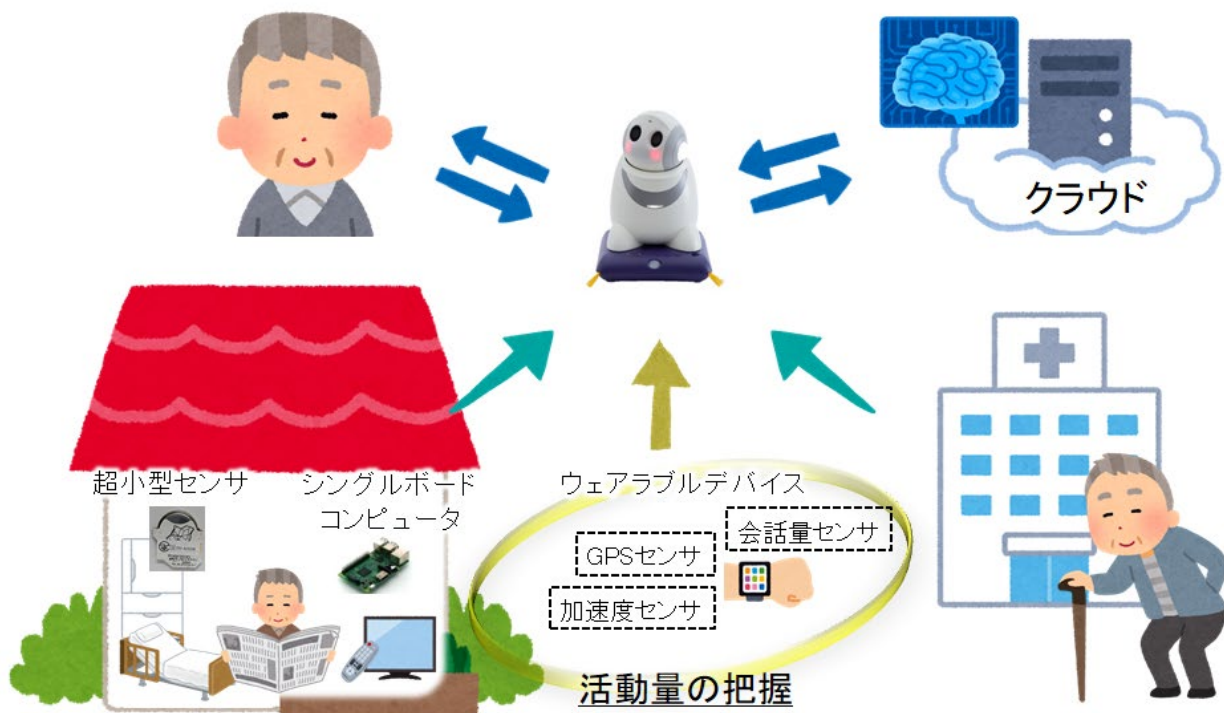 クラウド
超小型センサ
シングルボード
コンピュータ
ウェアラブルデバイス
会話量センサ
GPSセンサ
加速度センサ
活動量の把握